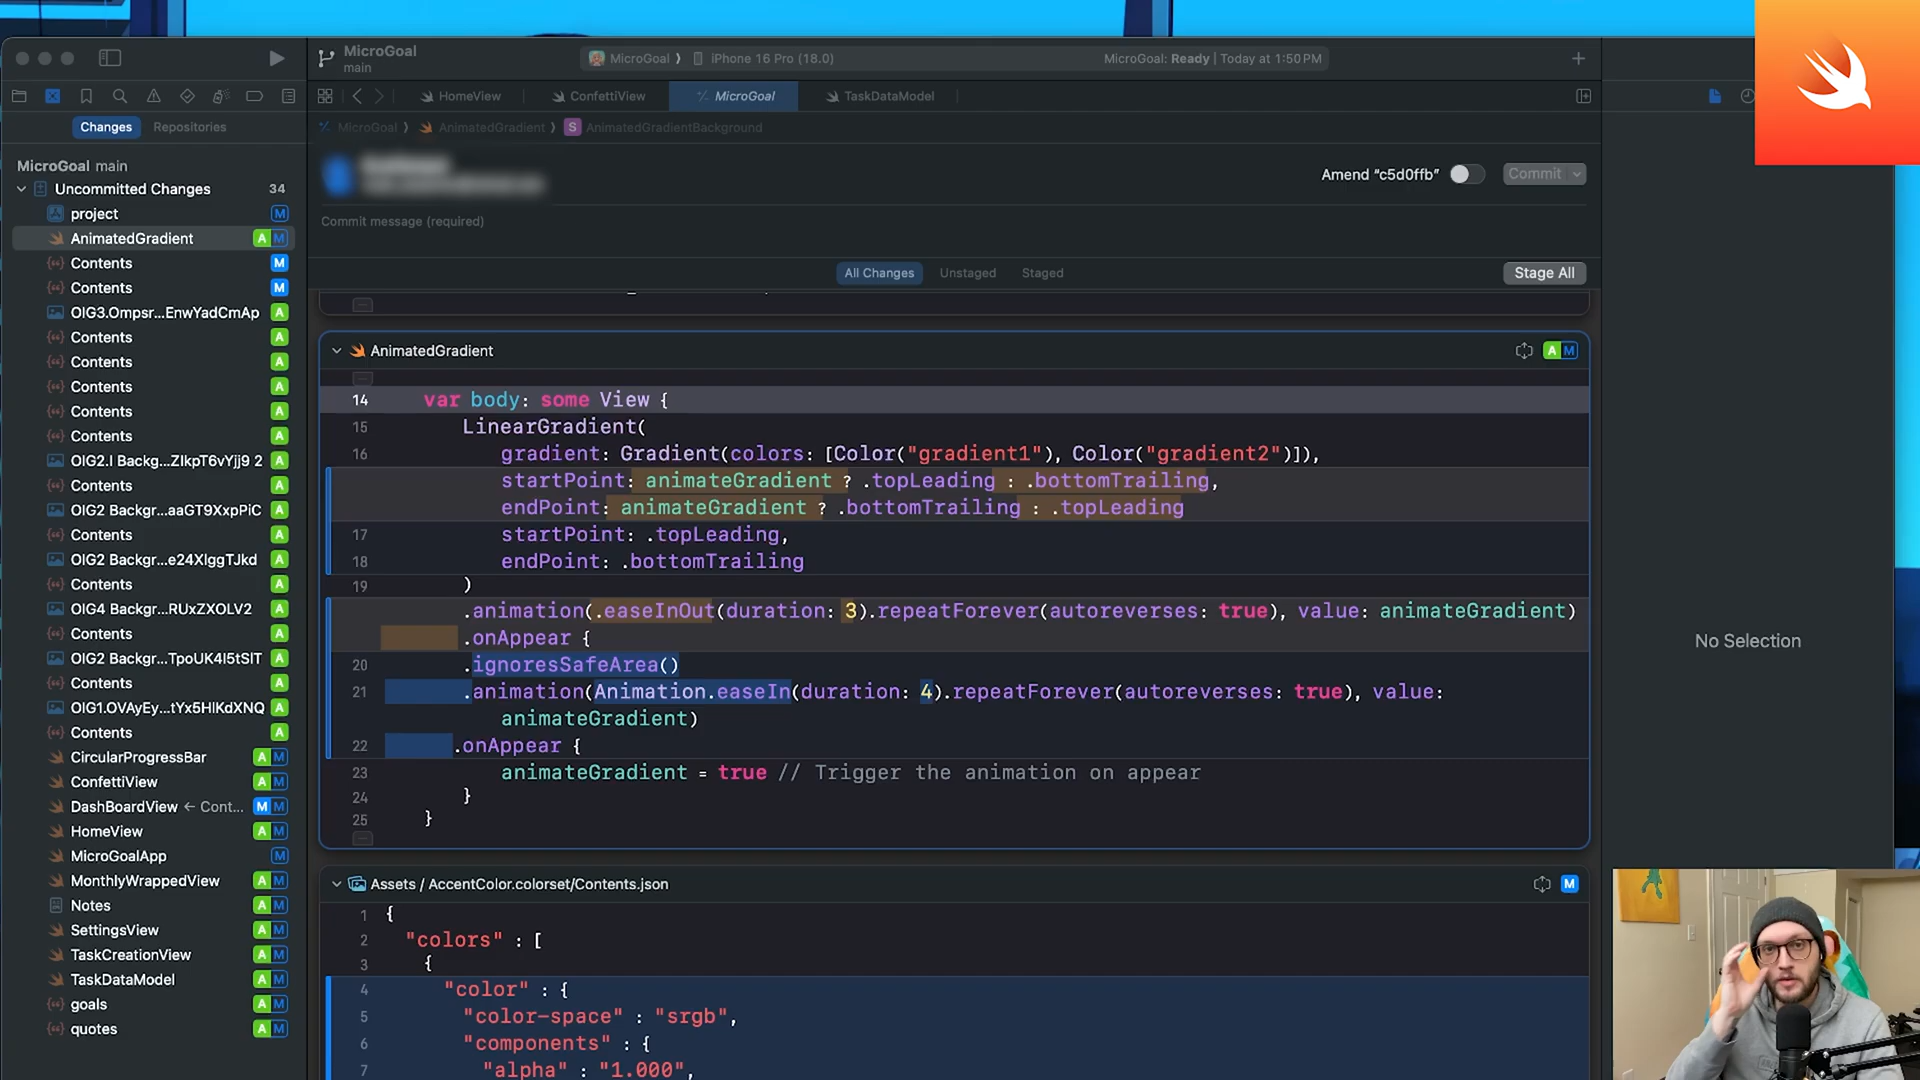 MicroGoal
main
MicroGoal
iPhone 16 Pro (18.0)
MicroGoal: Ready | Today at 1:50 PM
HomeView
ConfettiView
MicroGoal
TaskDataModel
Changes
Repositories
MicroGoal
AnimatedGradient
S
AnimatedGradientBackground
MicroGoal main
Uncommitted Changes 34
project M
AnimatedGradient A M
Contents M
Contents M
OIG3.Ompsr...EnwYadCmAp A
Contents A
Contents A
Contents A
Contents A
Contents A
OIG2.I Backg...ZIkpT6vYjj9 2 A
Contents A
OIG2 Backgr...aaGT9XxpPiC A
Contents A
OIG2 Backgr...e24XlggTJkd A
Contents A
OIG4 Backgr...RUxZXOLV2 A
Contents A
OIG2 Backgr...TpoUK4l5tSlT A
Contents A
OIG1.OVAyEy...tYx5HlKdXNQ A
Contents A
CircularProgressBar A M
ConfettiView A M
DashBoardView ← Cont... M M
HomeView A M
MicroGoalApp M
MonthlyWrappedView A M
Notes A M
SettingsView A M
TaskCreationView A M
TaskDataModel A M
goals A M
quotes A M
Amend “c5d0ffb”
Commit
Commit message (required)
All Changes
Unstaged
Staged
Stage All
AnimatedGradient
A M
14 var body: some View {
15 LinearGradient(
16 gradient: Gradient(colors: [Color("gradient1"), Color("gradient2")]),
startPoint: animateGradient ? .topLeading : .bottomTrailing,
endPoint: animateGradient ? .bottomTrailing : .topLeading
17 startPoint: .topLeading,
18 endPoint: .bottomTrailing
19 )
.animation(.easeInOut(duration: 3).repeatForever(autoreverses: true), value: animateGradient)
.onAppear {
20 .ignoresSafeArea()
21 .animation(Animation.easeIn(duration: 4).repeatForever(autoreverses: true), value:
animateGradient)
22 .onAppear {
23 animateGradient = true // Trigger the animation on appear
24 }
25 }
Assets / AccentColor.colorset/Contents.json
M
1 {
2 "colors" : [
3 {
4 "color" : {
5 "color-space" : "srgb",
6 "components" : {
7 "alpha" : "1.000",
No Selection